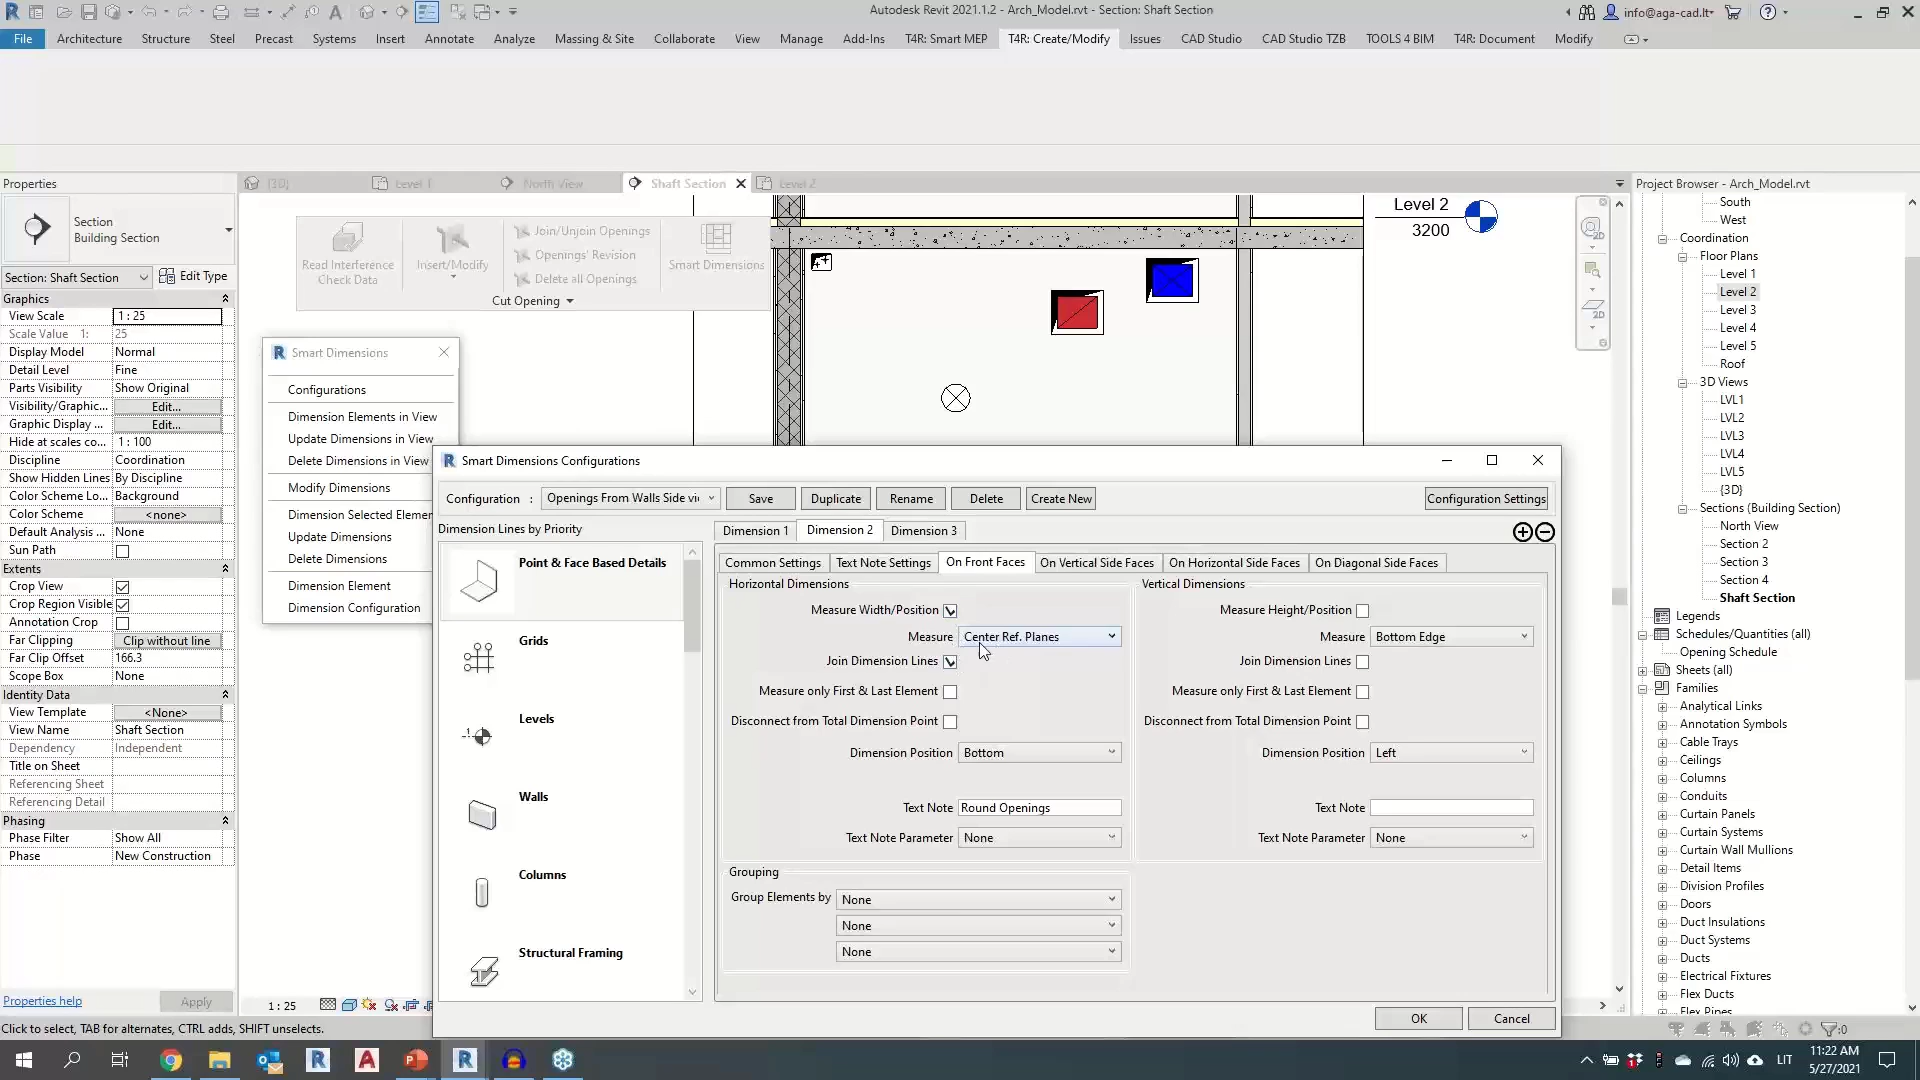 Autodesk Revit 2021.1.2 - Arch_Model.rvt - Section: Shaft Section
info@aga-cad.lt
File Architecture Structure Steel Precast Systems Insert Annotate Analyze Massing & Site Collaborate View Manage Add-Ins T4R: Smart MEP T4R: Create/Modify Issues CAD Studio CAD Studio TZB TOOLS 4 BIM T4R: Document Modify
Properties
Section
Building Section
Section: Shaft Section
Edit Type
Graphics
View Scale 1 : 25
Scale Value 1: 25
Display Model Normal
Detail Level Fine
Parts Visibility Show Original
Visibility/Graphic... Edit...
Graphic Display ... Edit...
Hide at scales co... 1 : 100
Discipline Coordination
Show Hidden Lines By Discipline
Color Scheme Lo... Background
Color Scheme <none>
Default Analysis ... None
Sun Path
Extents
Crop View
Crop Region Visible
Annotation Crop
Far Clipping Clip without line
Far Clip Offset 166.3
Scope Box None
Identity Data
View Template <None>
View Name Shaft Section
Dependency Independent
Title on Sheet
Referencing Sheet
Referencing Detail
Phasing
Phase Filter Show All
Phase New Construction
Properties help
Apply
{3D} Level 1 North View Shaft Section Level 2
Read Interference Check Data
Insert/Modify
Join/Unjoin Openings
Openings' Revision
Delete all Openings
Smart Dimensions
Cut Opening
Level 2
3200
Smart Dimensions
Configurations
Dimension Elements in View
Update Dimensions in View
Delete Dimensions in View
Modify Dimensions
Dimension Selected Elemen
Update Dimensions
Delete Dimensions
Dimension Element
Dimension Configuration
1 : 25
Smart Dimensions Configurations
Configuration : Openings From Walls Side vi Save Duplicate Rename Delete Create New Configuration Settings
Dimension Lines by Priority
Point & Face Based Details
Grids
Levels
Walls
Columns
Structural Framing
Dimension 1 Dimension 2 Dimension 3
Common Settings Text Note Settings On Front Faces On Vertical Side Faces On Horizontal Side Faces On Diagonal Side Faces
Horizontal Dimensions
Measure Width/Position
Measure Center Ref. Planes
Join Dimension Lines
Measure only First & Last Element
Disconnect from Total Dimension Point
Dimension Position Bottom
Text Note Round Openings
Text Note Parameter None
Vertical Dimensions
Measure Height/Position
Measure Bottom Edge
Join Dimension Lines
Measure only First & Last Element
Disconnect from Total Dimension Point
Dimension Position Left
Text Note
Text Note Parameter None
Grouping
Group Elements by None
None
None
OK Cancel
Project Browser - Arch_Model.rvt
South
West
Coordination
Floor Plans
Level 1
Level 2
Level 3
Level 4
Level 5
Roof
3D Views
LVL1
LVL2
LVL3
LVL4
LVL5
{3D}
Sections (Building Section)
North View
Section 2
Section 3
Section 4
Shaft Section
Legends
Schedules/Quantities (all)
Opening Schedule
Sheets (all)
Families
Analytical Links
Annotation Symbols
Cable Trays
Ceilings
Columns
Conduits
Curtain Panels
Curtain Systems
Curtain Wall Mullions
Detail Items
Division Profiles
Doors
Duct Insulations
Duct Systems
Ducts
Electrical Fixtures
Flex Ducts
Flex Pipes
Click to select, TAB for alternates, CTRL adds, SHIFT unselects.
:0
LIT
11:22 AM
5/27/2021